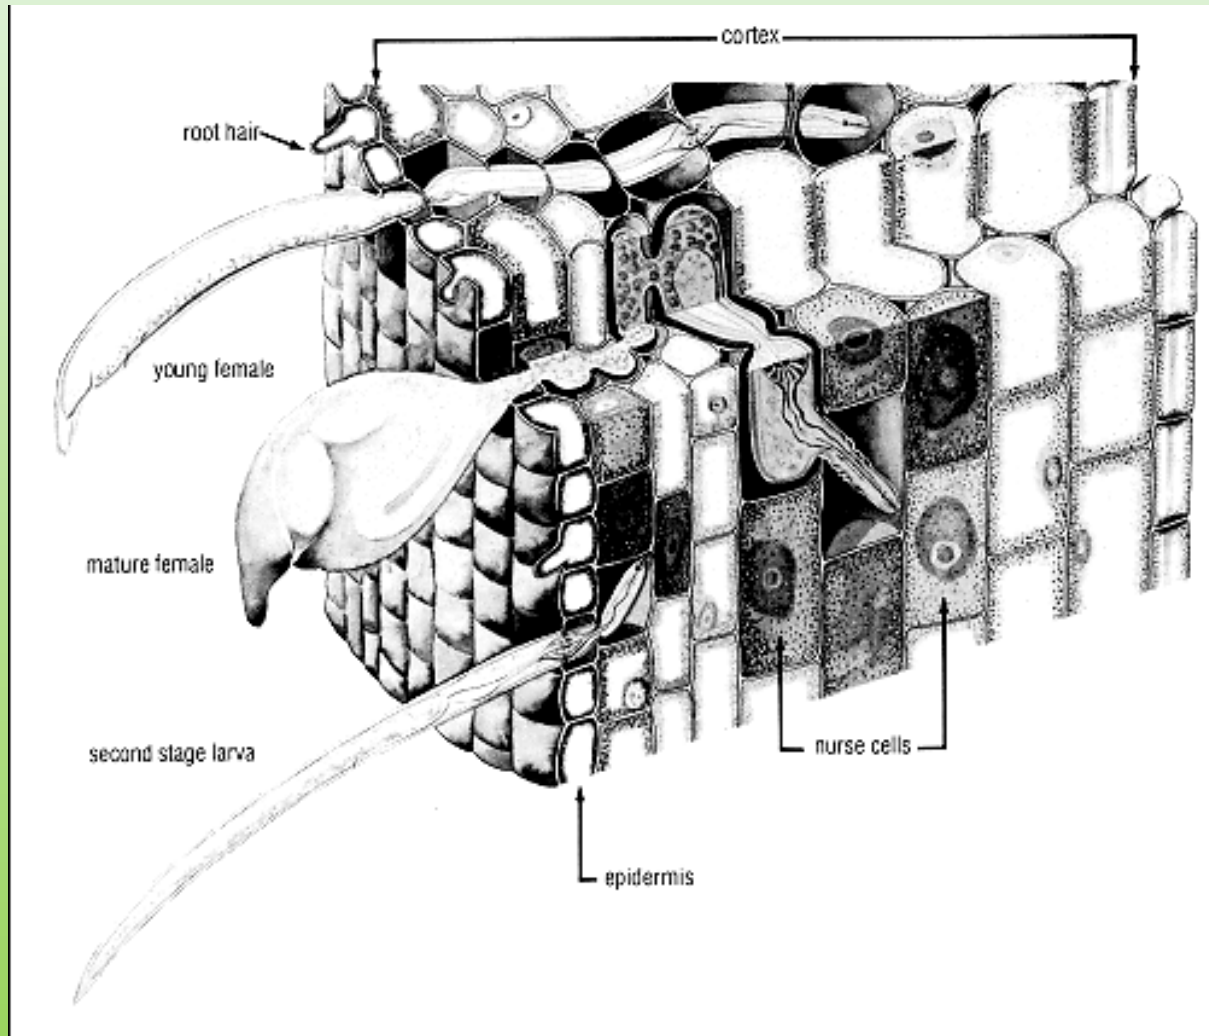 cortex
root hair
young female
mature female
second stage larva
nurse cells
epidermis